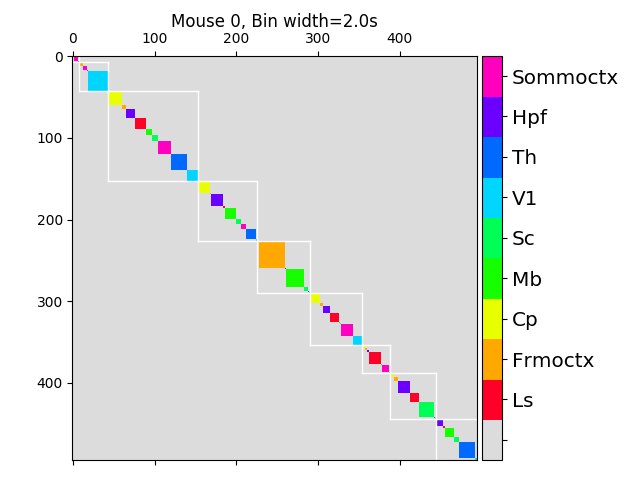 Mouse 0, Bin width=2.0s
0 100 200 300 400
0
100
200
300
400
Sommoctx
Hpf
Th
V1
Sc
Mb
Cp
Frmoctx
Ls